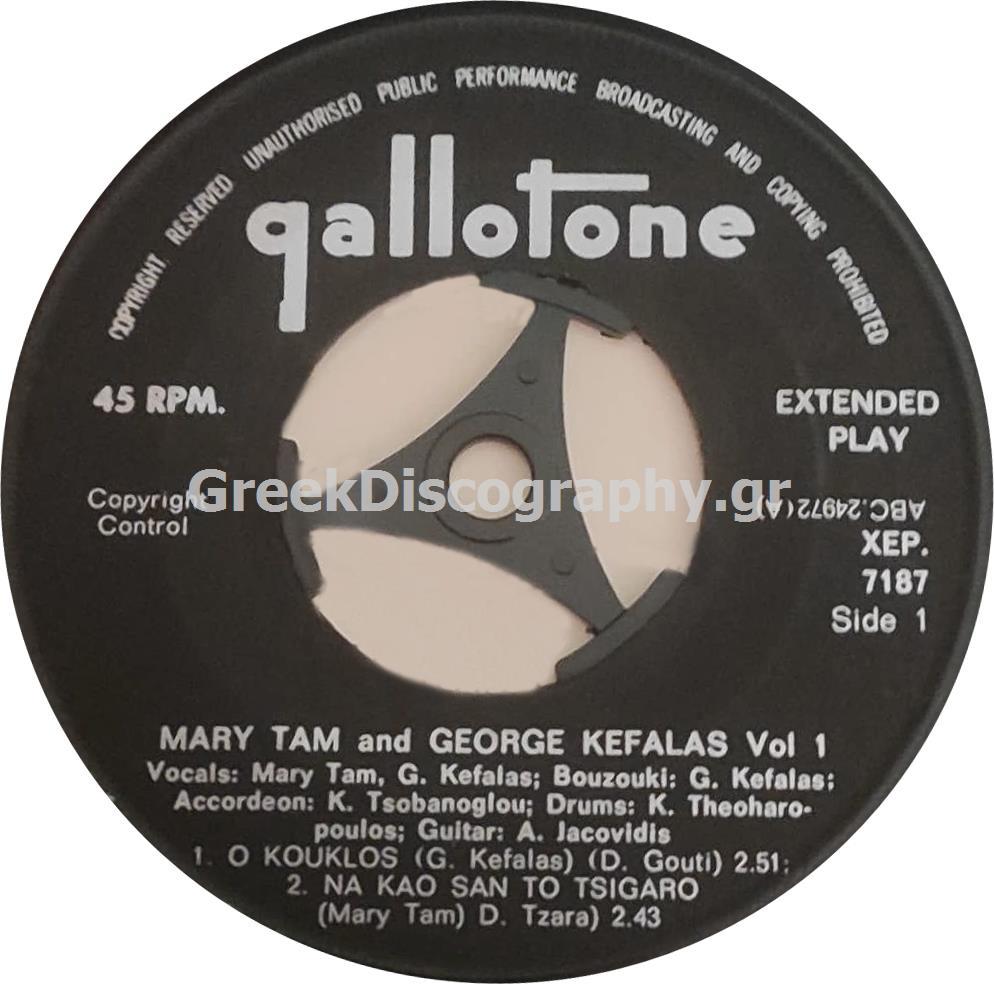 COPYRIGHT RESERVED UNAUTHORISED PUBLIC PERFORMANCE BROADCASTING AND COPYING PROHIBITED
gallotone
45 RPM.
EXTENDED
PLAY
Copyright
Control
GreekDiscography.gr
ABC.24972(A)
XEP.
7187
Side 1
MARY TAM and GEORGE KEFALAS Vol 1
Vocals: Mary Tam, G. Kefalas; Bouzouki: G. Kefalas;
Accordeon: K. Tsobanoglou; Drums: K. Theoharo-
poulos; Guitar: A. Jacovidis
1. O KOUKLOS (G. Kefalas) (D. Gouti) 2.51;
2. NA KAO SAN TO TSIGARO
(Mary Tam) D. Tzara) 2.43